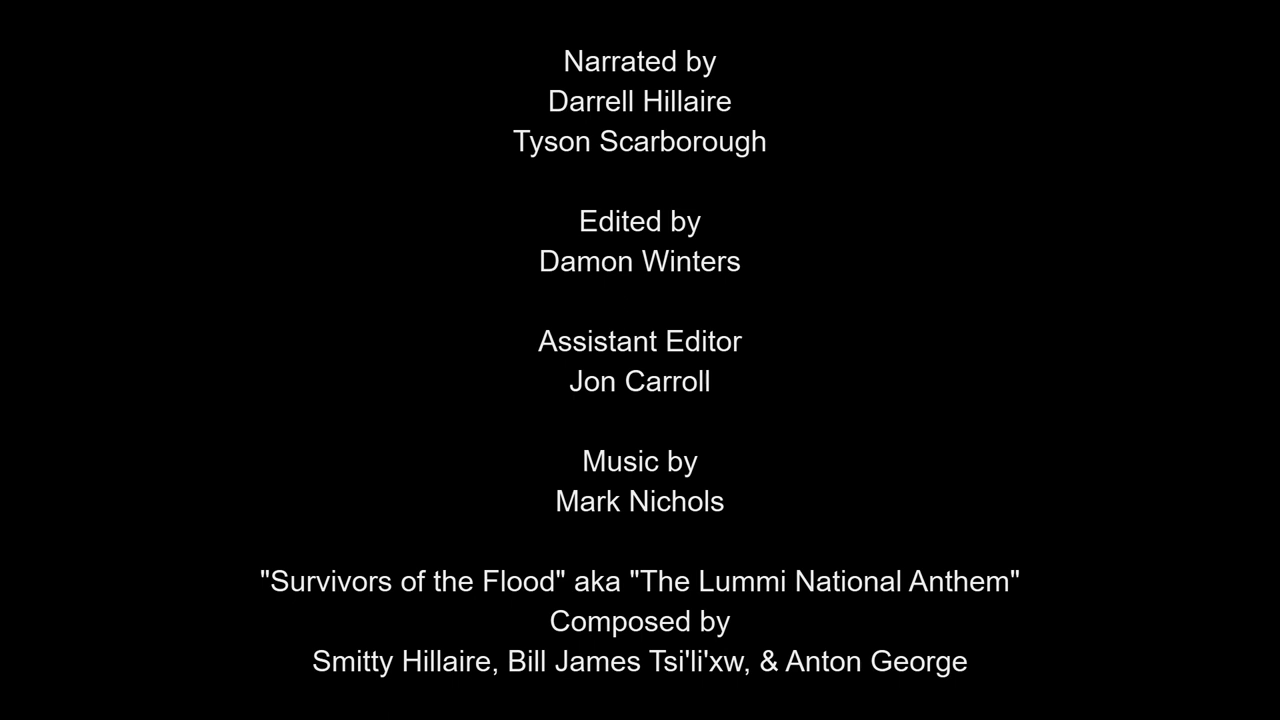 Narrated by
Darrell Hillaire
Tyson Scarborough
Edited by
Damon Winters
Assistant Editor
Jon Carroll
Music by
Mark Nichols
"Survivors of the Flood" aka "The Lummi National Anthem"
Composed by
Smitty Hillaire, Bill James Tsi'li'xw, & Anton George